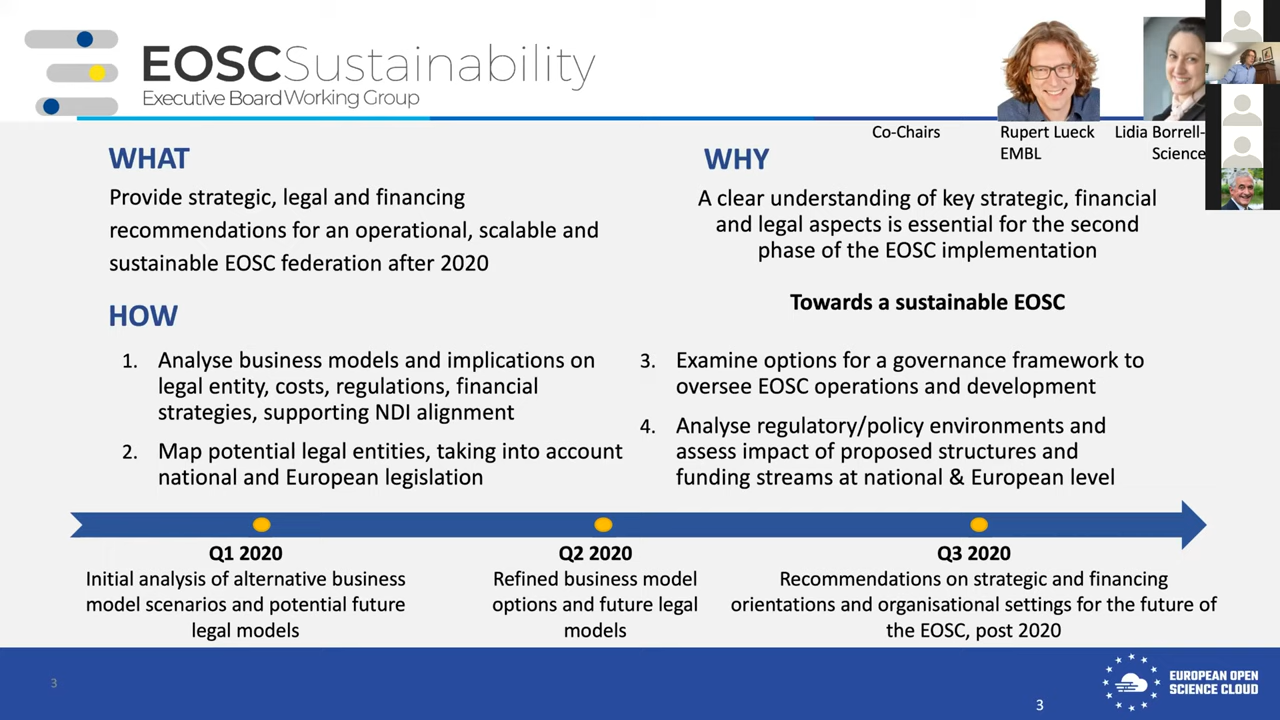 EOSCSustainability
Executive Board Working Group
Co-Chairs
Rupert Lueck
EMBL
Lidia Borrell-
Science
WHAT
Provide strategic, legal and financing
recommendations for an operational, scalable and
sustainable EOSC federation after 2020
WHY
A clear understanding of key strategic, financial
and legal aspects is essential for the second
phase of the EOSC implementation
Towards a sustainable EOSC
HOW
1. Analyse business models and implications on
legal entity, costs, regulations, financial
strategies, supporting NDI alignment
2. Map potential legal entities, taking into account
national and European legislation
3. Examine options for a governance framework to
oversee EOSC operations and development
4. Analyse regulatory/policy environments and
assess impact of proposed structures and
funding streams at national & European level
Q1 2020
Initial analysis of alternative business
model scenarios and potential future
legal models
Q2 2020
Refined business model
options and future legal
models
Q3 2020
Recommendations on strategic and financing
orientations and organisational settings for the future of
the EOSC, post 2020
3
3
EUROPEAN OPEN
SCIENCE CLOUD